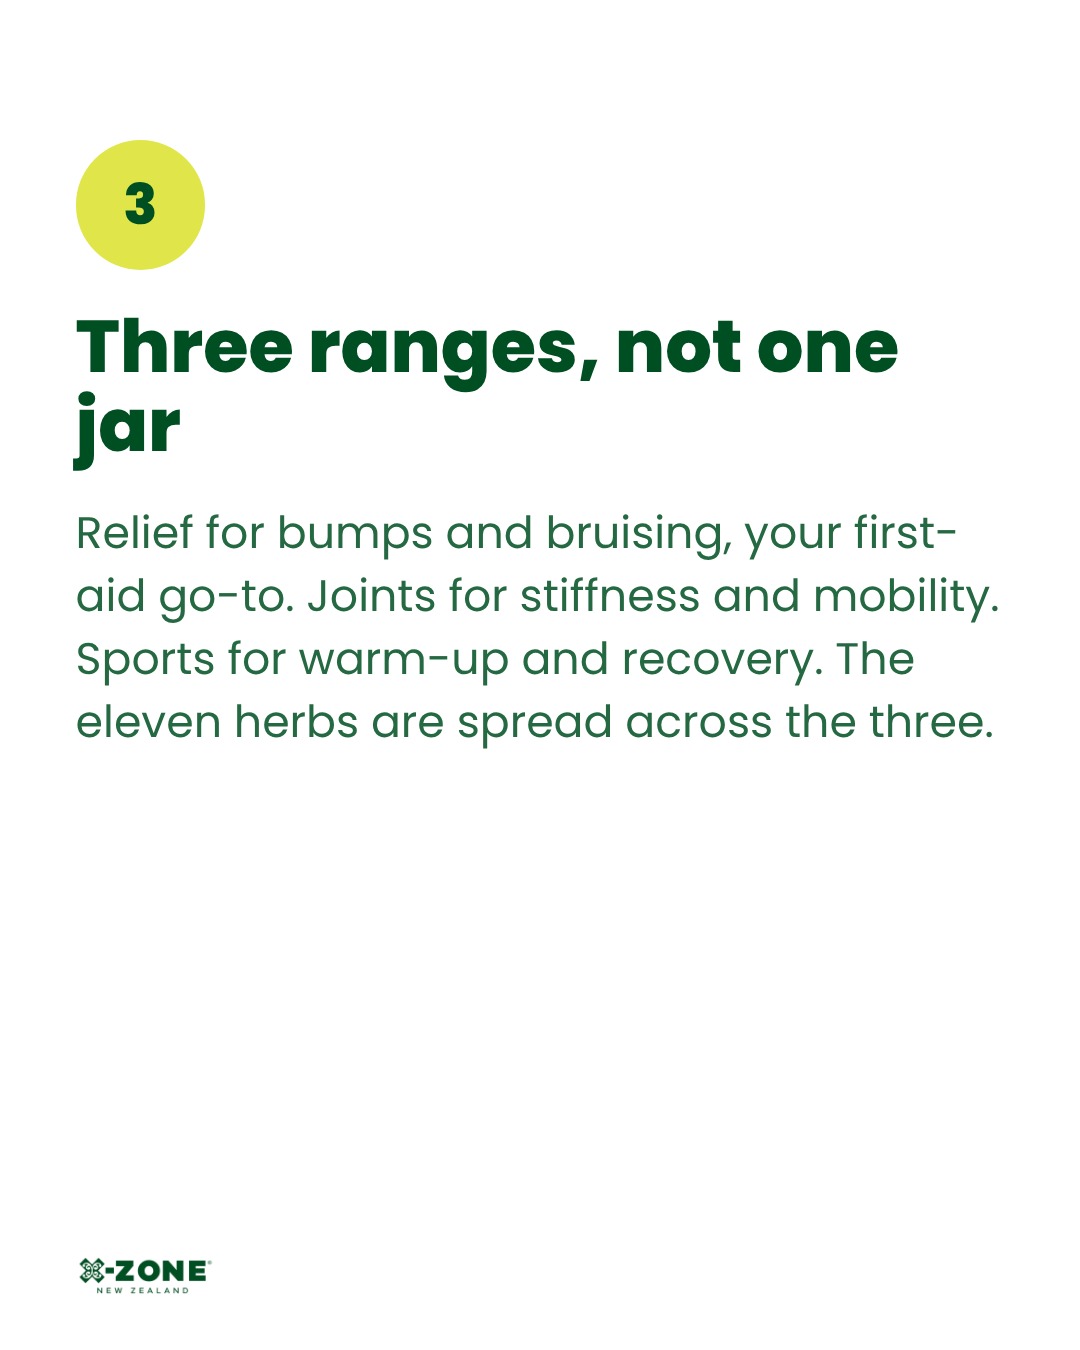 3
Three ranges, not one
jar
Relief for bumps and bruising, your first-
aid go-to. Joints for stiffness and mobility.
Sports for warm-up and recovery. The
eleven herbs are spread across the three.
X-ZONE®
NEW ZEALAND